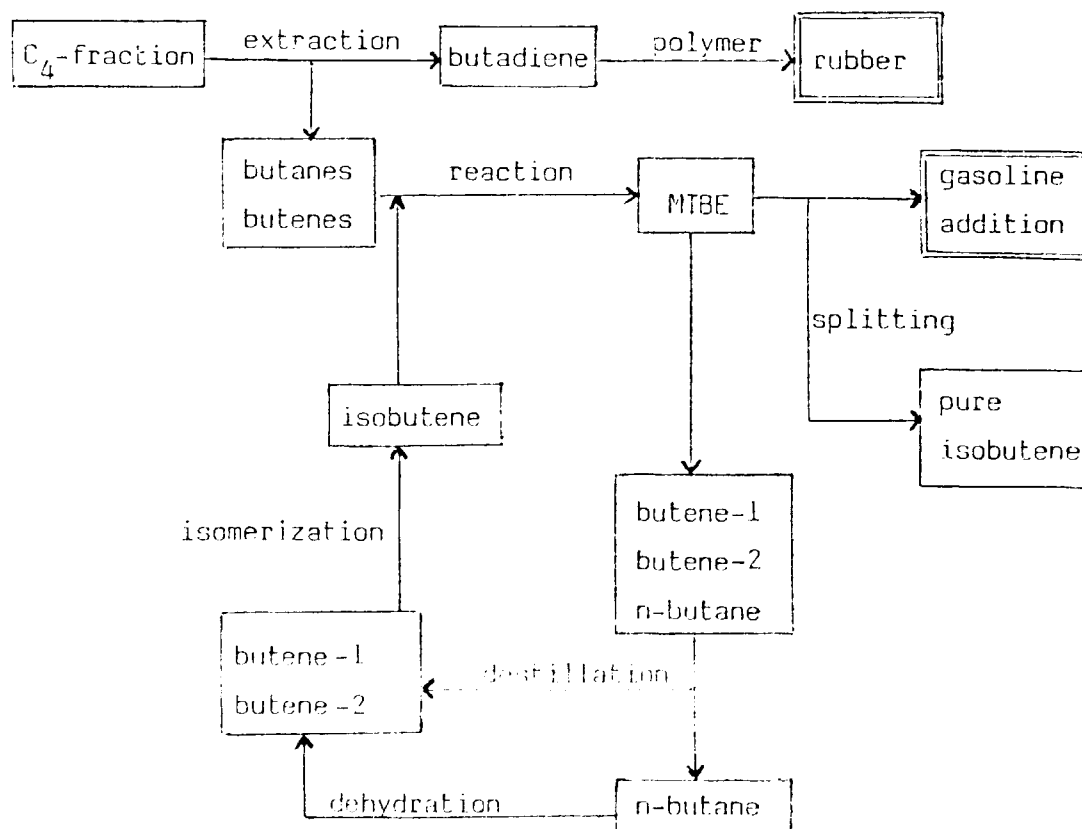 C4-fraction
extraction
butadiene
polymer
rubber
butanes
butenes
reaction
MTBE
gasoline
addition
splitting
pure
isobutene
isobutene
isomerization
butene-1
butene-2
n-butane
butene-1
butene-2
destillation
dehydration
n-butane